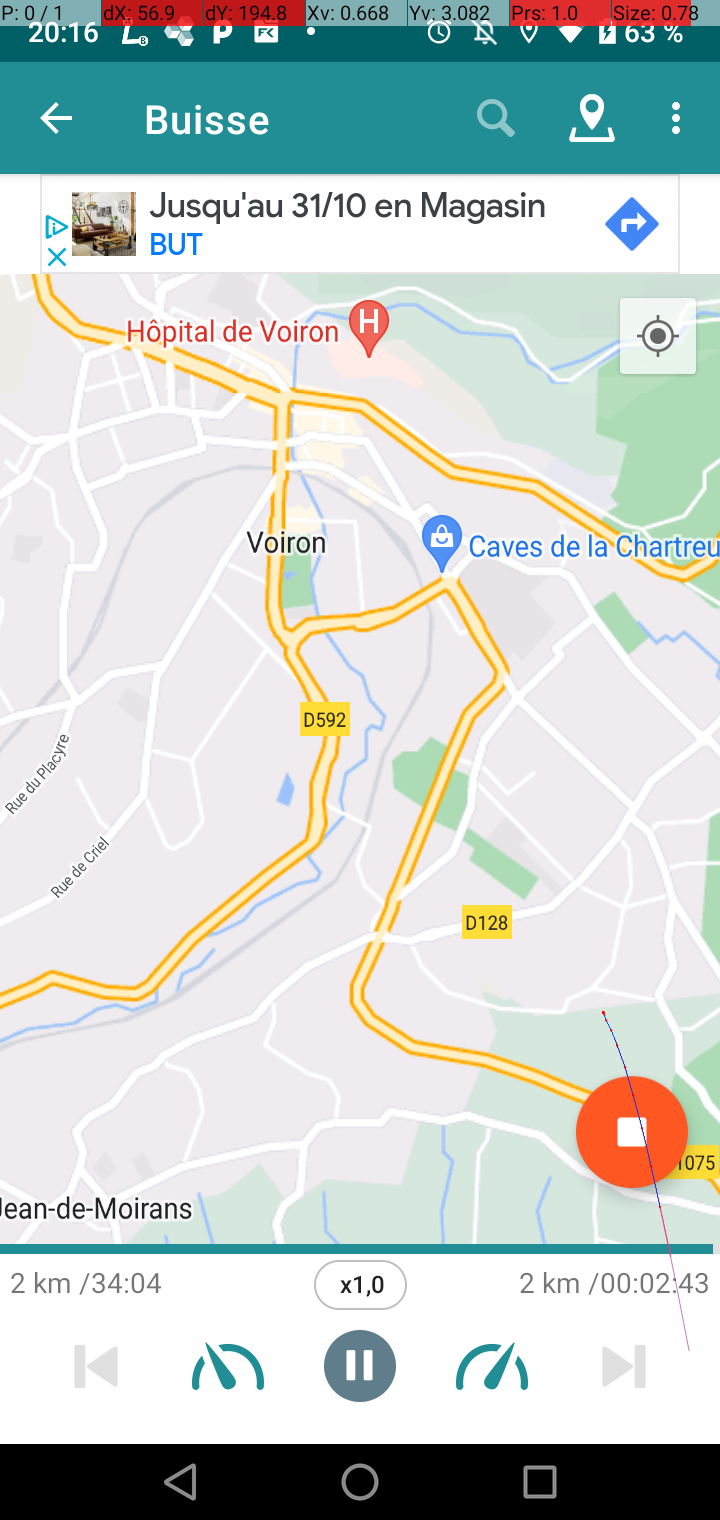 P: 0 / 1 dX: 56.9 dY: 194.8 Xv: 0.668 Yv: 3.082 Prs: 1.0 Size: 0.78
20:16 63 %
Buisse
Jusqu'au 31/10 en Magasin
BUT
Hôpital de Voiron
H
Voiron
Caves de la Chartreu
D592
Rue du Placyre
Rue de Criel
D128
1075
Jean-de-Moirans
2 km /34:04 x1,0 2 km /00:02:43